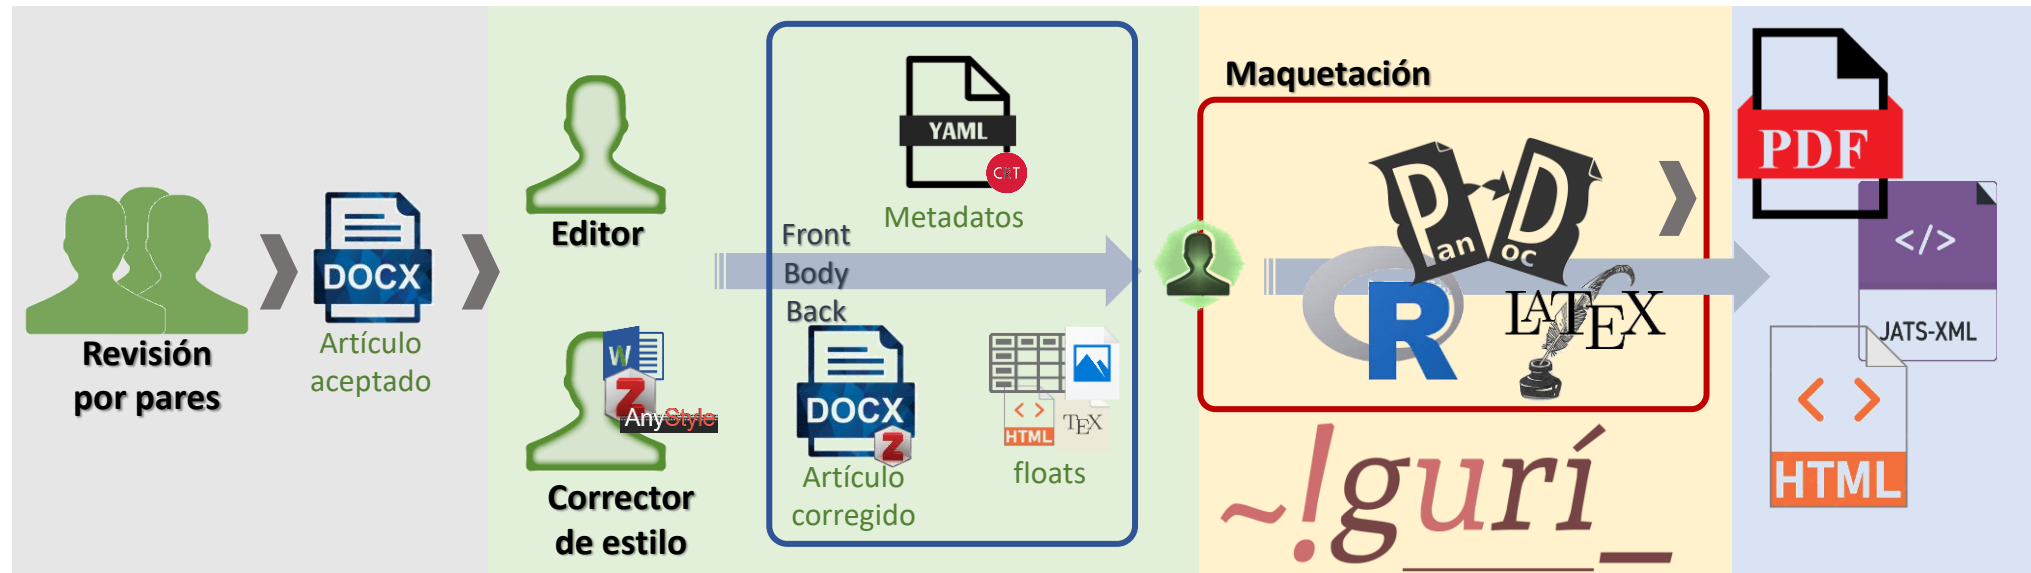 Revisión
por pares
DOCX
Artículo
aceptado
Editor
W
Z
AnyStyle
Corrector
de estilo
YAML
CRT
Metadatos
Front
Body
Back
DOCX
Z
Artículo
corregido
HTML
TEX
floats
Maquetación
Pan Doc
R
LATEX
~!gurí_
PDF
</>
JATS-XML
< >
HTML